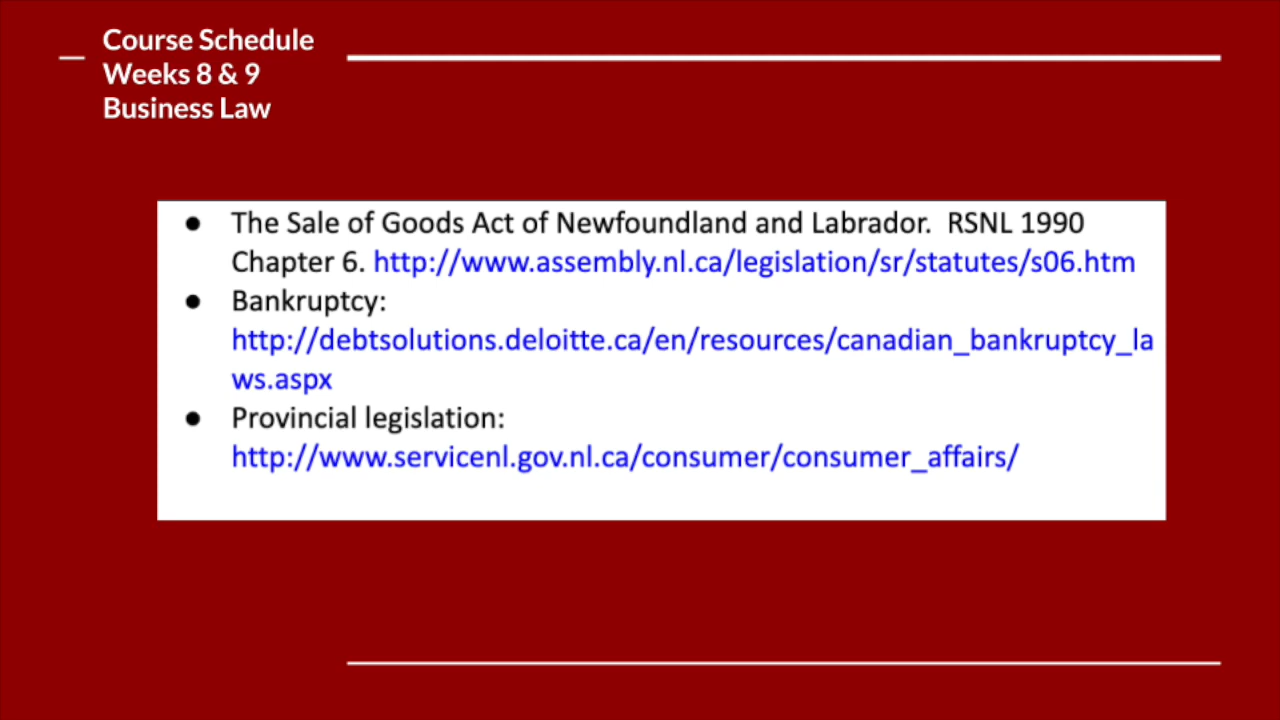 Course Schedule
Weeks 8 & 9
Business Law
● The Sale of Goods Act of Newfoundland and Labrador.  RSNL 1990
Chapter 6. http://www.assembly.nl.ca/legislation/sr/statutes/s06.htm
● Bankruptcy:
http://debtsolutions.deloitte.ca/en/resources/canadian_bankruptcy_la
ws.aspx
● Provincial legislation:
http://www.servicenl.gov.nl.ca/consumer/consumer_affairs/